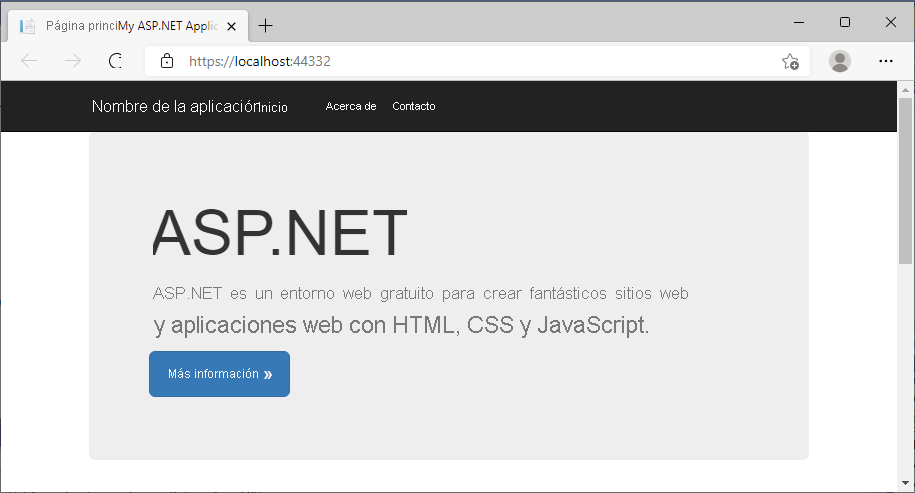 Página princiMy ASP.NET Applic
https://localhost:44332
Nombre de la aplicaciónInicio Acerca de Contacto
ASP.NET
ASP.NET es un entorno web gratuito para crear fantásticos sitios web
y aplicaciones web con HTML, CSS y JavaScript.
Más información »